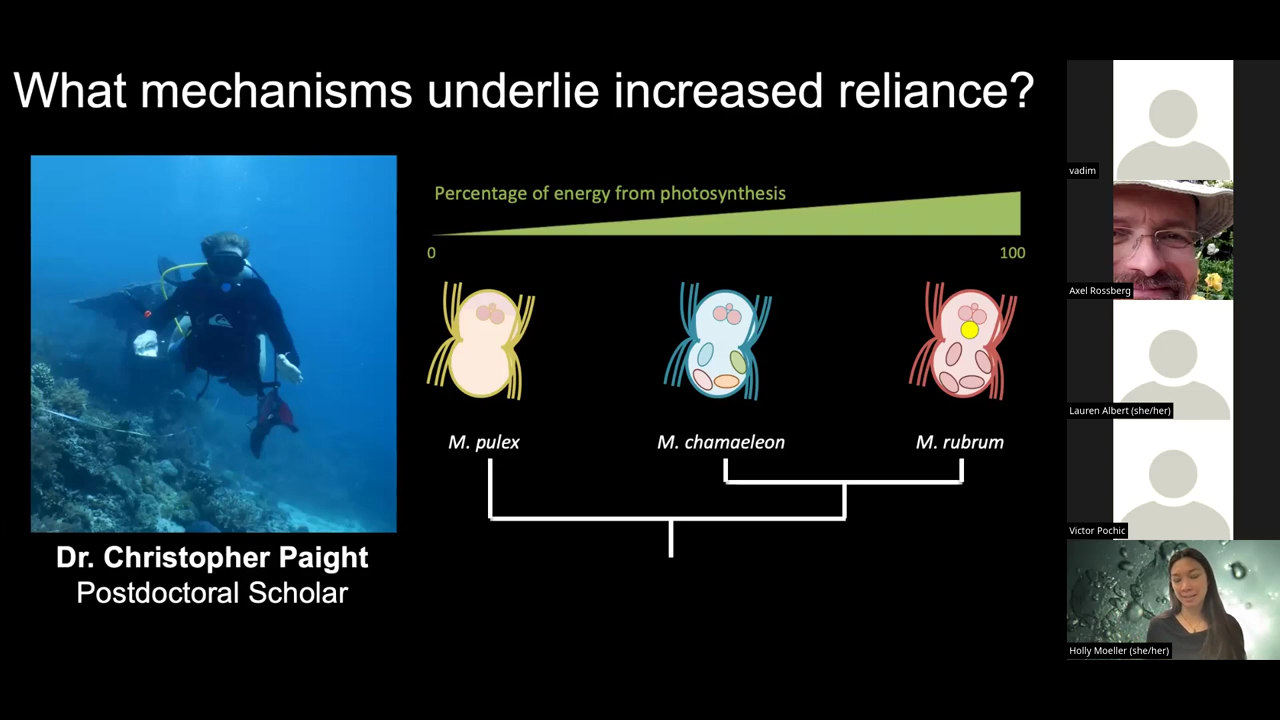 What mechanisms underlie increased reliance?
Percentage of energy from photosynthesis
0
100
M. pulex
M. chamaeleon
M. rubrum
Dr. Christopher Paight
Postdoctoral Scholar
vadim
Axel Rossberg
Lauren Albert (she/her)
Victor Pochic
Holly Moeller (she/her)